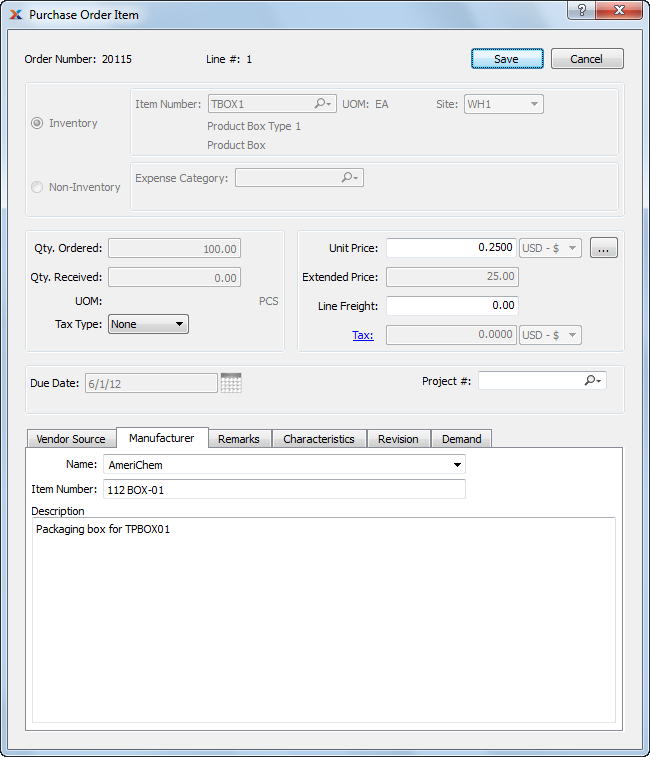 Purchase Order Item
?
Order Number: 20115 Line #: 1 Save Cancel
Item Number: TBOX1 UOM: EA Site: WH1
Inventory Product Box Type 1
Product Box
Non-Inventory Expense Category:
Qty. Ordered: 100.00 Unit Price: 0.2500 USD - $ ...
Qty. Received: 0.00 Extended Price: 25.00
UOM: PCS Line Freight: 0.00
Tax Type: None Tax: 0.0000 USD - $
Due Date: 6/1/12 Project #:
Vendor Source Manufacturer Remarks Characteristics Revision Demand
Name: AmeriChem
Item Number: 112 BOX-01
Description
Packaging box for TPBOX01